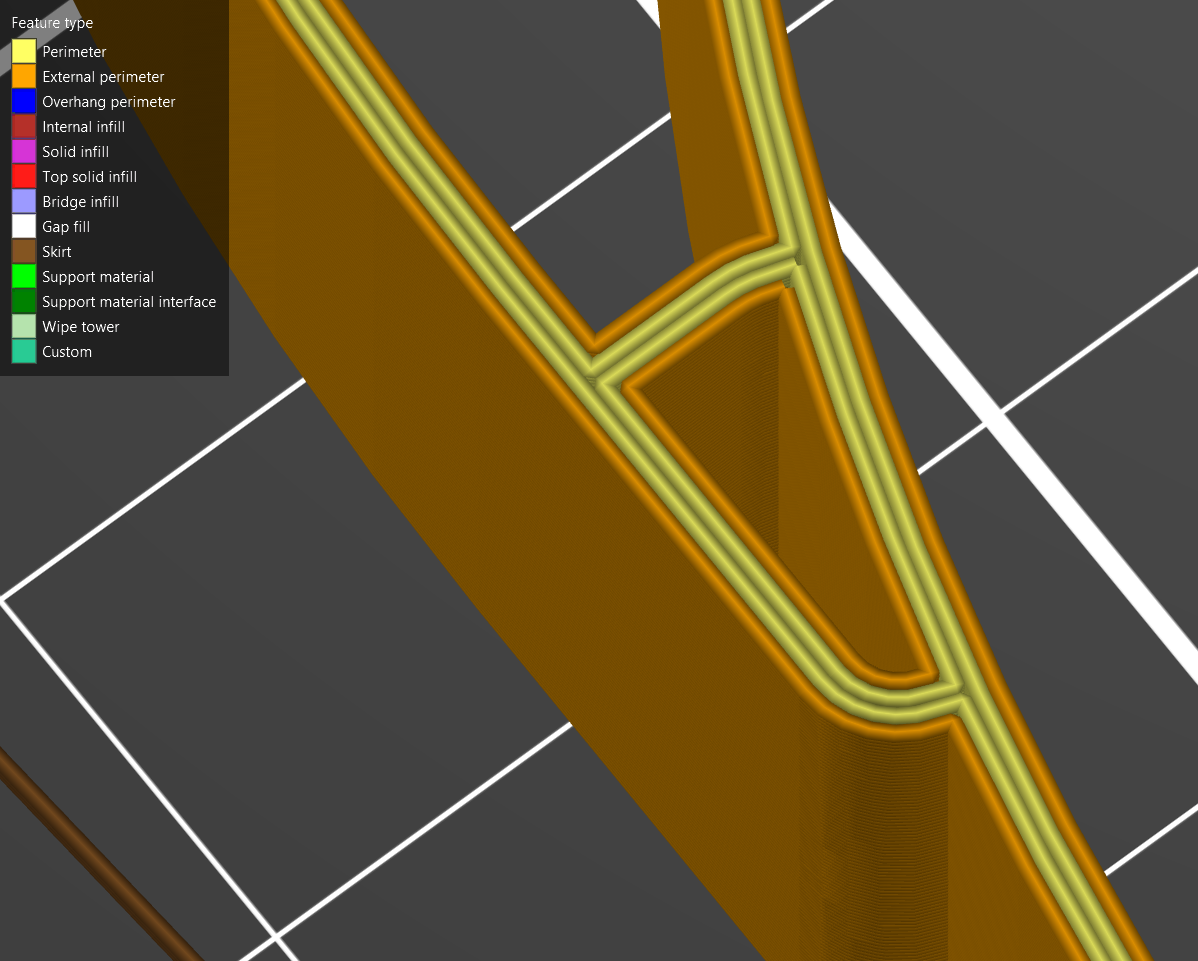 Feature type
Perimeter
External perimeter
Overhang perimeter
Internal infill
Solid infill
Top solid infill
Bridge infill
Gap fill
Skirt
Support material
Support material interface
Wipe tower
Custom